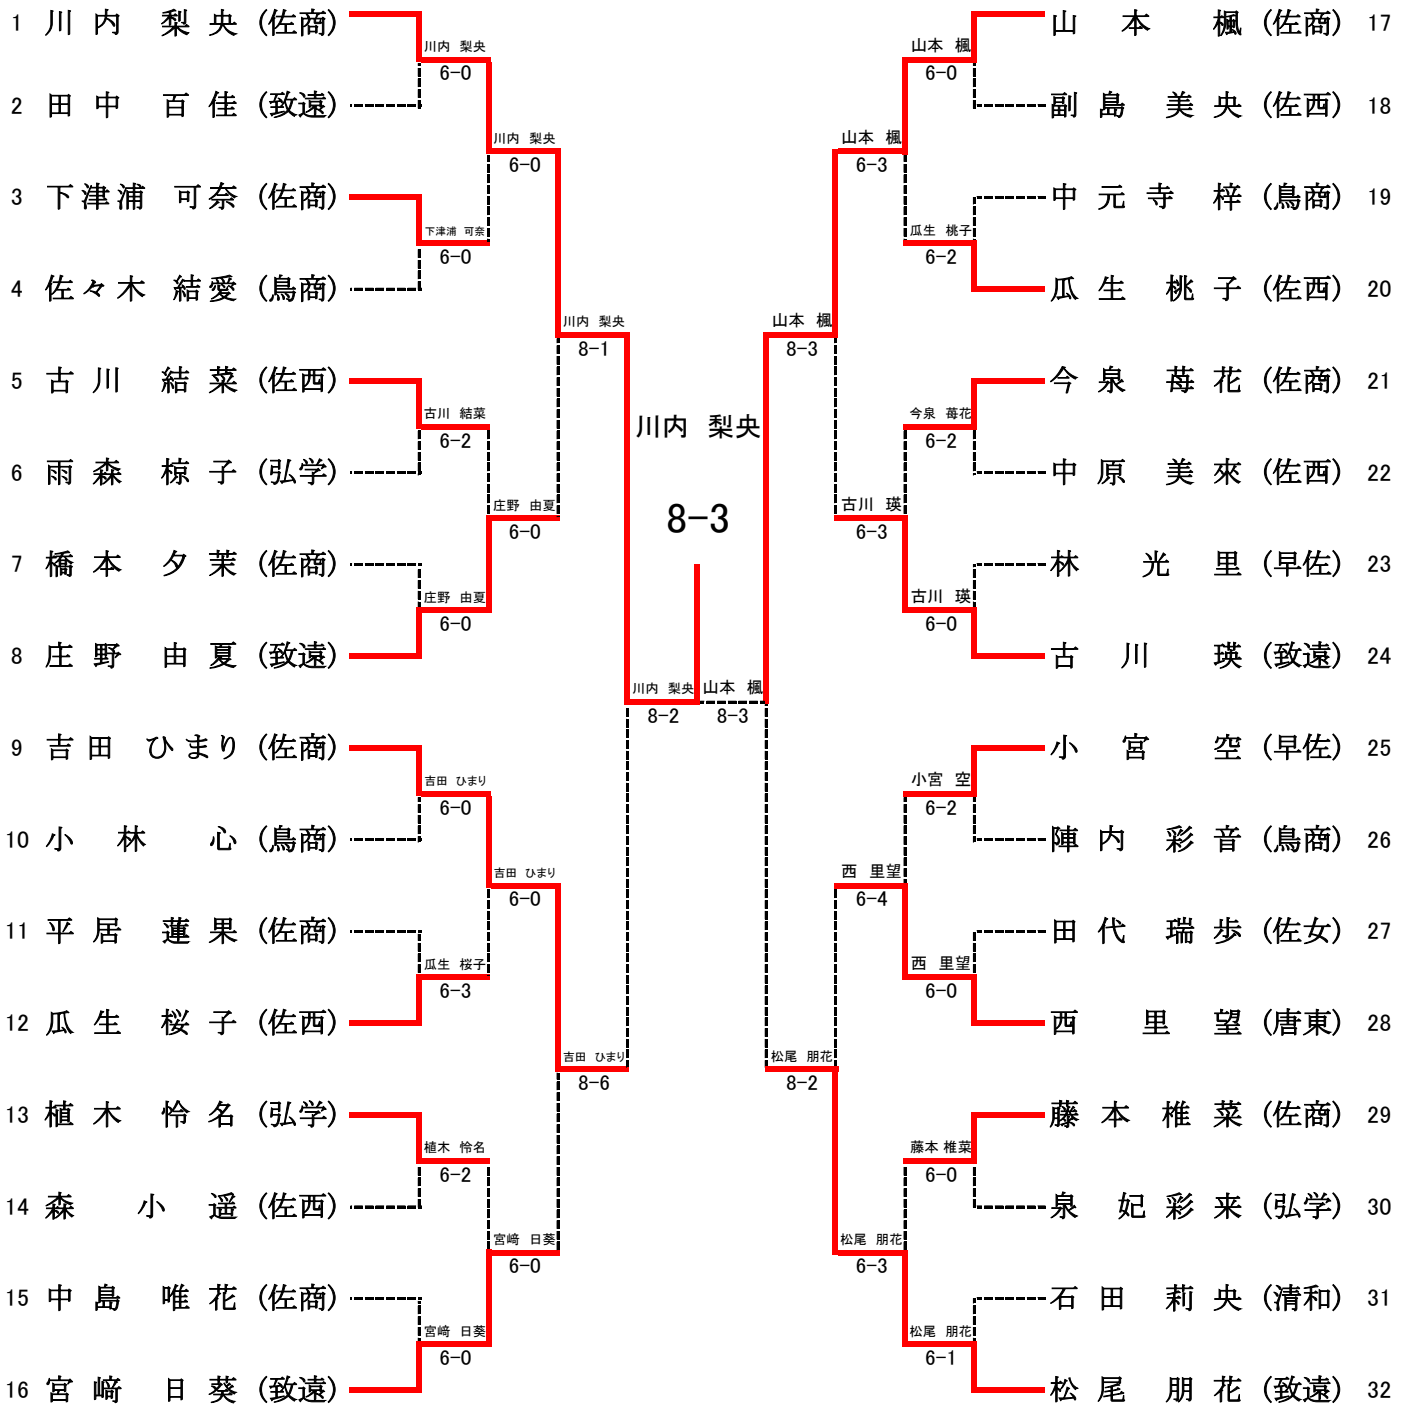 1 川内 梨央 (佐商)
2 田中 百佳 (致遠)
3 下津浦 可奈 (佐商)
4 佐々木 結愛 (鳥商)
5 古川 結菜 (佐西)
6 雨森 椋子 (弘学)
7 橋本 夕茉 (佐商)
8 庄野 由夏 (致遠)
9 吉田 ひまり (佐商)
10 小林 心 (鳥商)
11 平居 蓮果 (佐商)
12 瓜生 桜子 (佐西)
13 植木 怜名 (弘学)
14 森 小遥 (佐西)
15 中島 唯花 (佐商)
16 宮﨑 日葵 (致遠)
川内 梨央
6-0
下津浦 可奈
6-0
古川 結菜
6-2
庄野 由夏
6-0
吉田 ひまり
6-0
瓜生 桜子
6-3
植木 怜名
6-2
宮﨑 日葵
6-0
川内 梨央
6-0
庄野 由夏
6-0
吉田 ひまり
6-0
宮﨑 日葵
6-0
川内 梨央
8-1
吉田 ひまり
8-6
川内 梨央
8-2
川内 梨央
8-3
山本 楓
8-3
山本 楓
8-3
松尾 朋花
8-2
山本 楓
6-3
古川 瑛
6-3
西 里望
6-4
松尾 朋花
6-3
山本 楓
6-0
瓜生 桃子
6-2
今泉 苺花
6-2
古川 瑛
6-0
小宮 空
6-2
西 里望
6-0
藤本 椎菜
6-0
松尾 朋花
6-1
山本 楓 (佐商) 17
副島 美央 (佐西) 18
中元寺 梓 (鳥商) 19
瓜生 桃子 (佐西) 20
今泉 苺花 (佐商) 21
中原 美來 (佐西) 22
林 光里 (早佐) 23
古川 瑛 (致遠) 24
小宮 空 (早佐) 25
陣内 彩音 (鳥商) 26
田代 瑞歩 (佐女) 27
西 里望 (唐東) 28
藤本 椎菜 (佐商) 29
泉 妃彩来 (弘学) 30
石田 莉央 (清和) 31
松尾 朋花 (致遠) 32